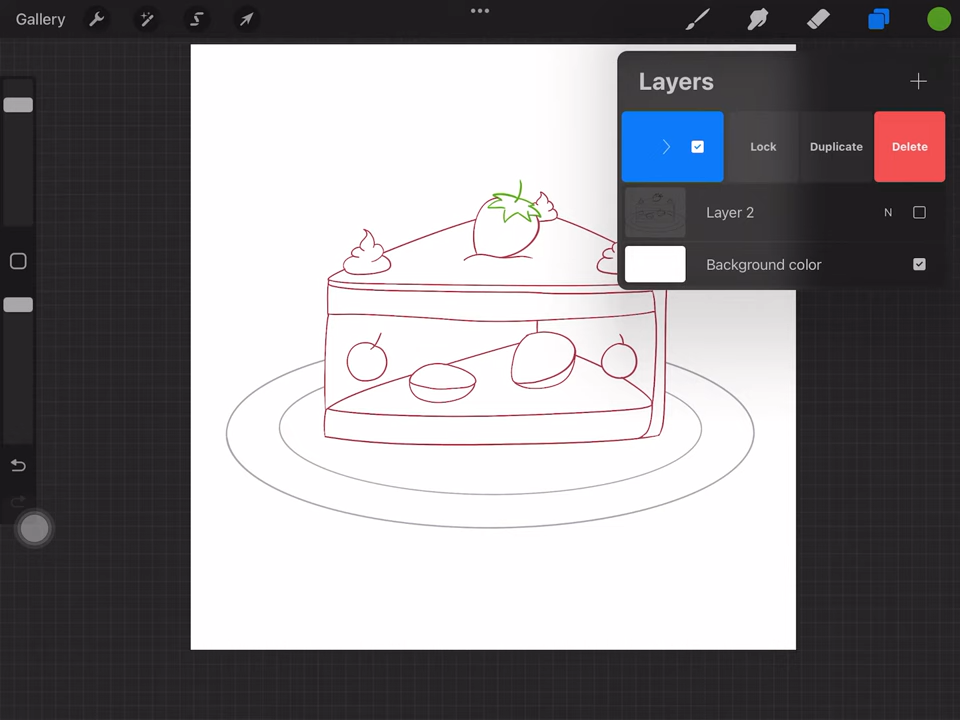 Gallery
Layers
Lock Duplicate Delete
Layer 2 N
Background color